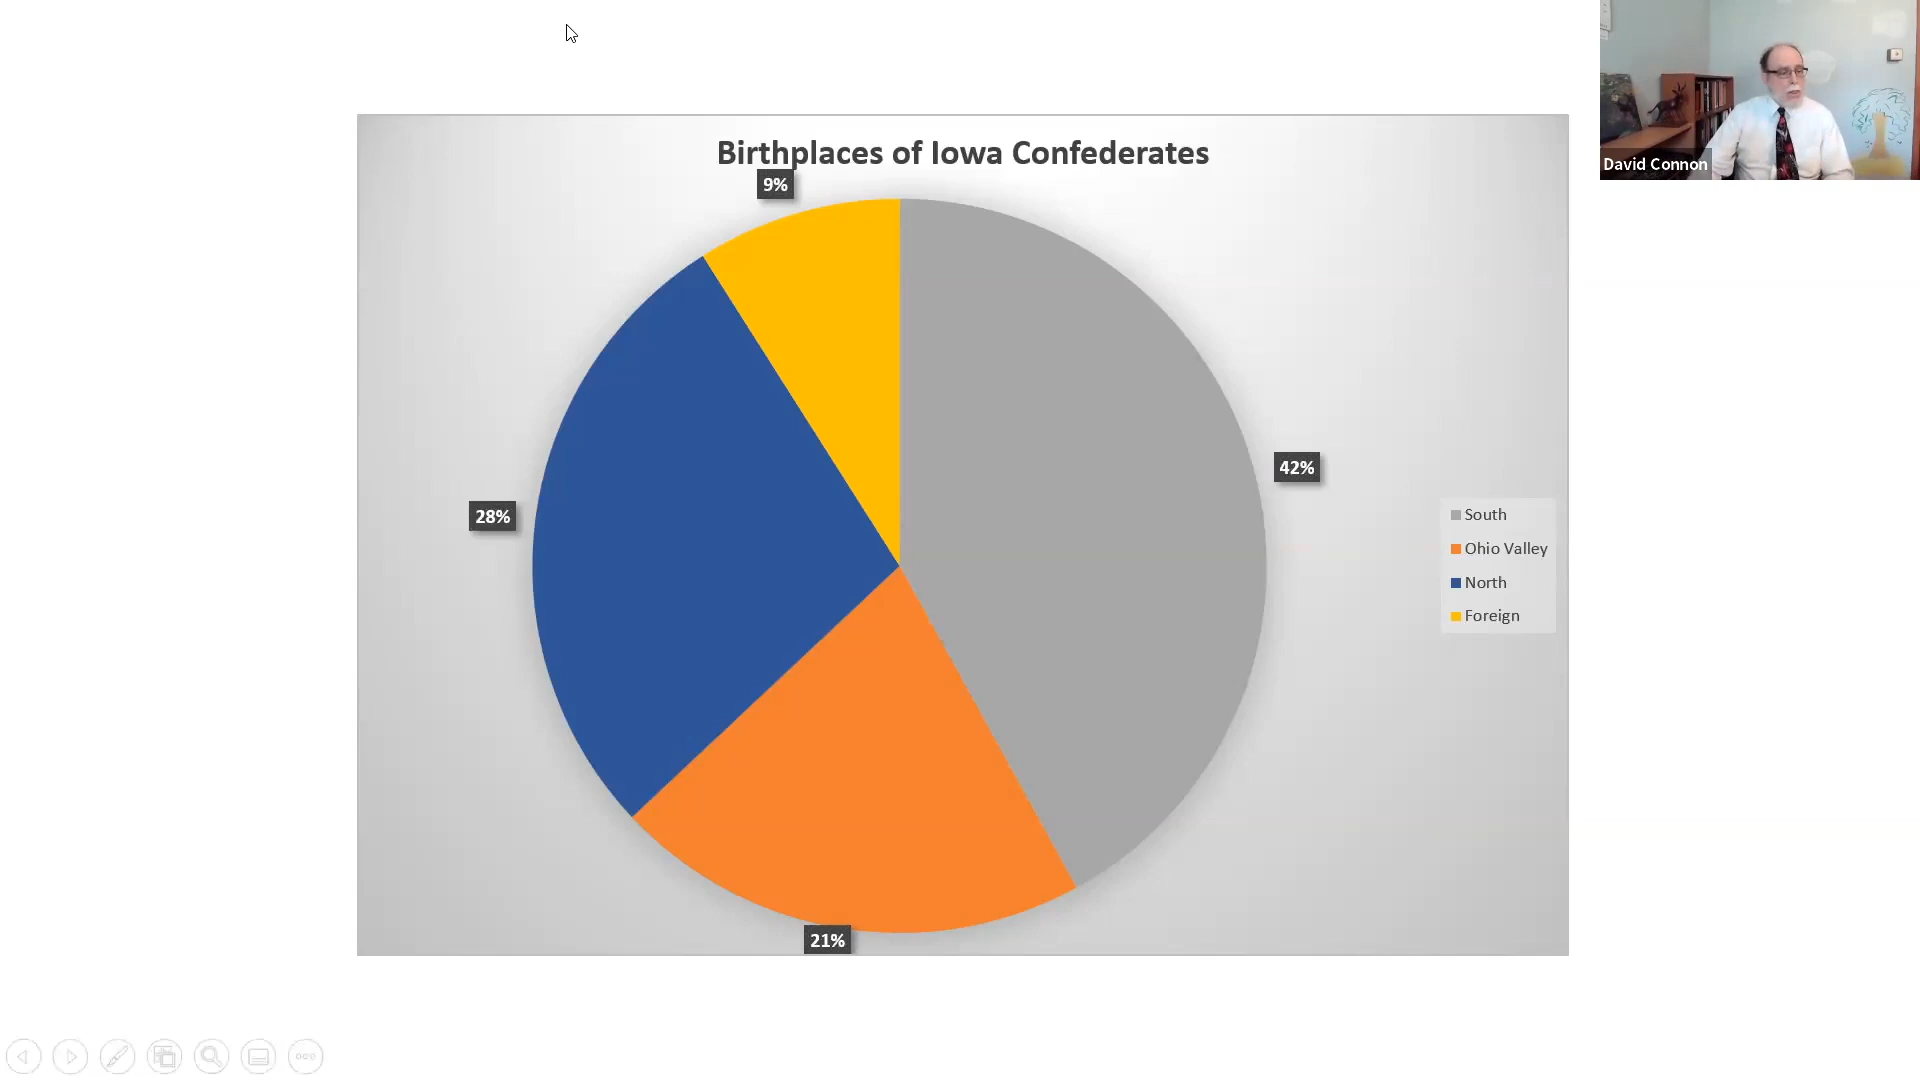 Birthplaces of Iowa Confederates
9%
42%
28%
21%
South
Ohio Valley
North
Foreign
David Connon